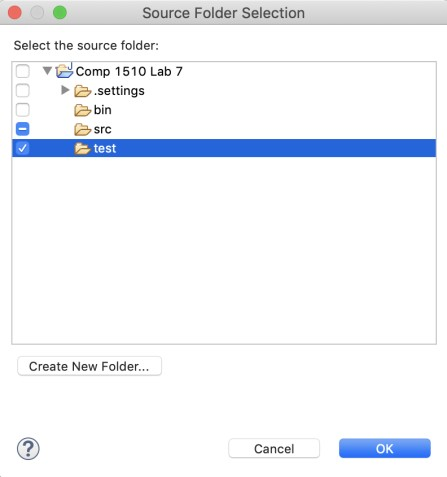 Source Folder Selection
Select the source folder:
Comp 1510 Lab 7
.settings
bin
src
test
Create New Folder...
?
Cancel
OK